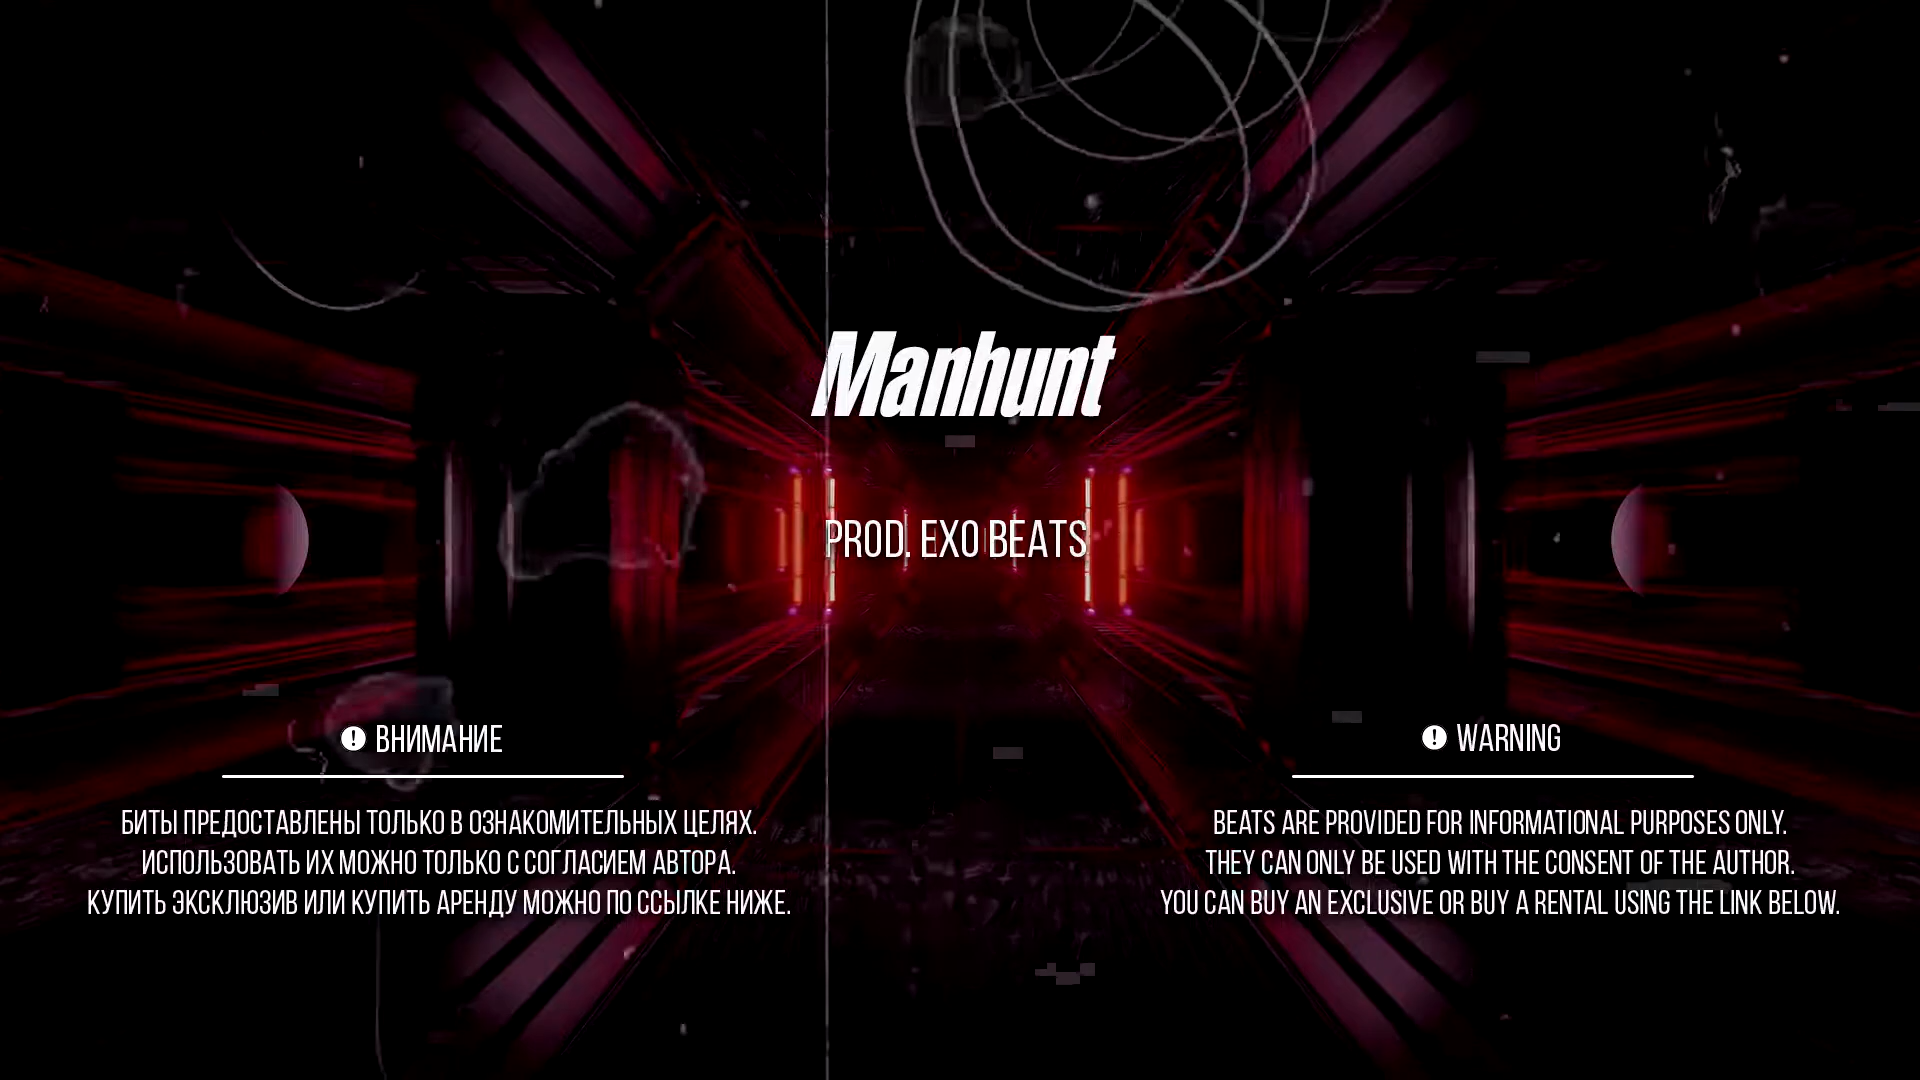 Manhunt
PROD. EXO BEATS
ВНИМАНИЕ
БИТЫ ПРЕДОСТАВЛЕНЫ ТОЛЬКО В ОЗНАКОМИТЕЛЬНЫХ ЦЕЛЯХ.
ИСПОЛЬЗОВАТЬ ИХ МОЖНО ТОЛЬКО С СОГЛАСИЕМ АВТОРА.
КУПИТЬ ЭКСКЛЮЗИВ ИЛИ КУПИТЬ АРЕНДУ МОЖНО ПО ССЫЛКЕ НИЖЕ.
WARNING
BEATS ARE PROVIDED FOR INFORMATIONAL PURPOSES ONLY.
THEY CAN ONLY BE USED WITH THE CONSENT OF THE AUTHOR.
YOU CAN BUY AN EXCLUSIVE OR BUY A RENTAL USING THE LINK BELOW.